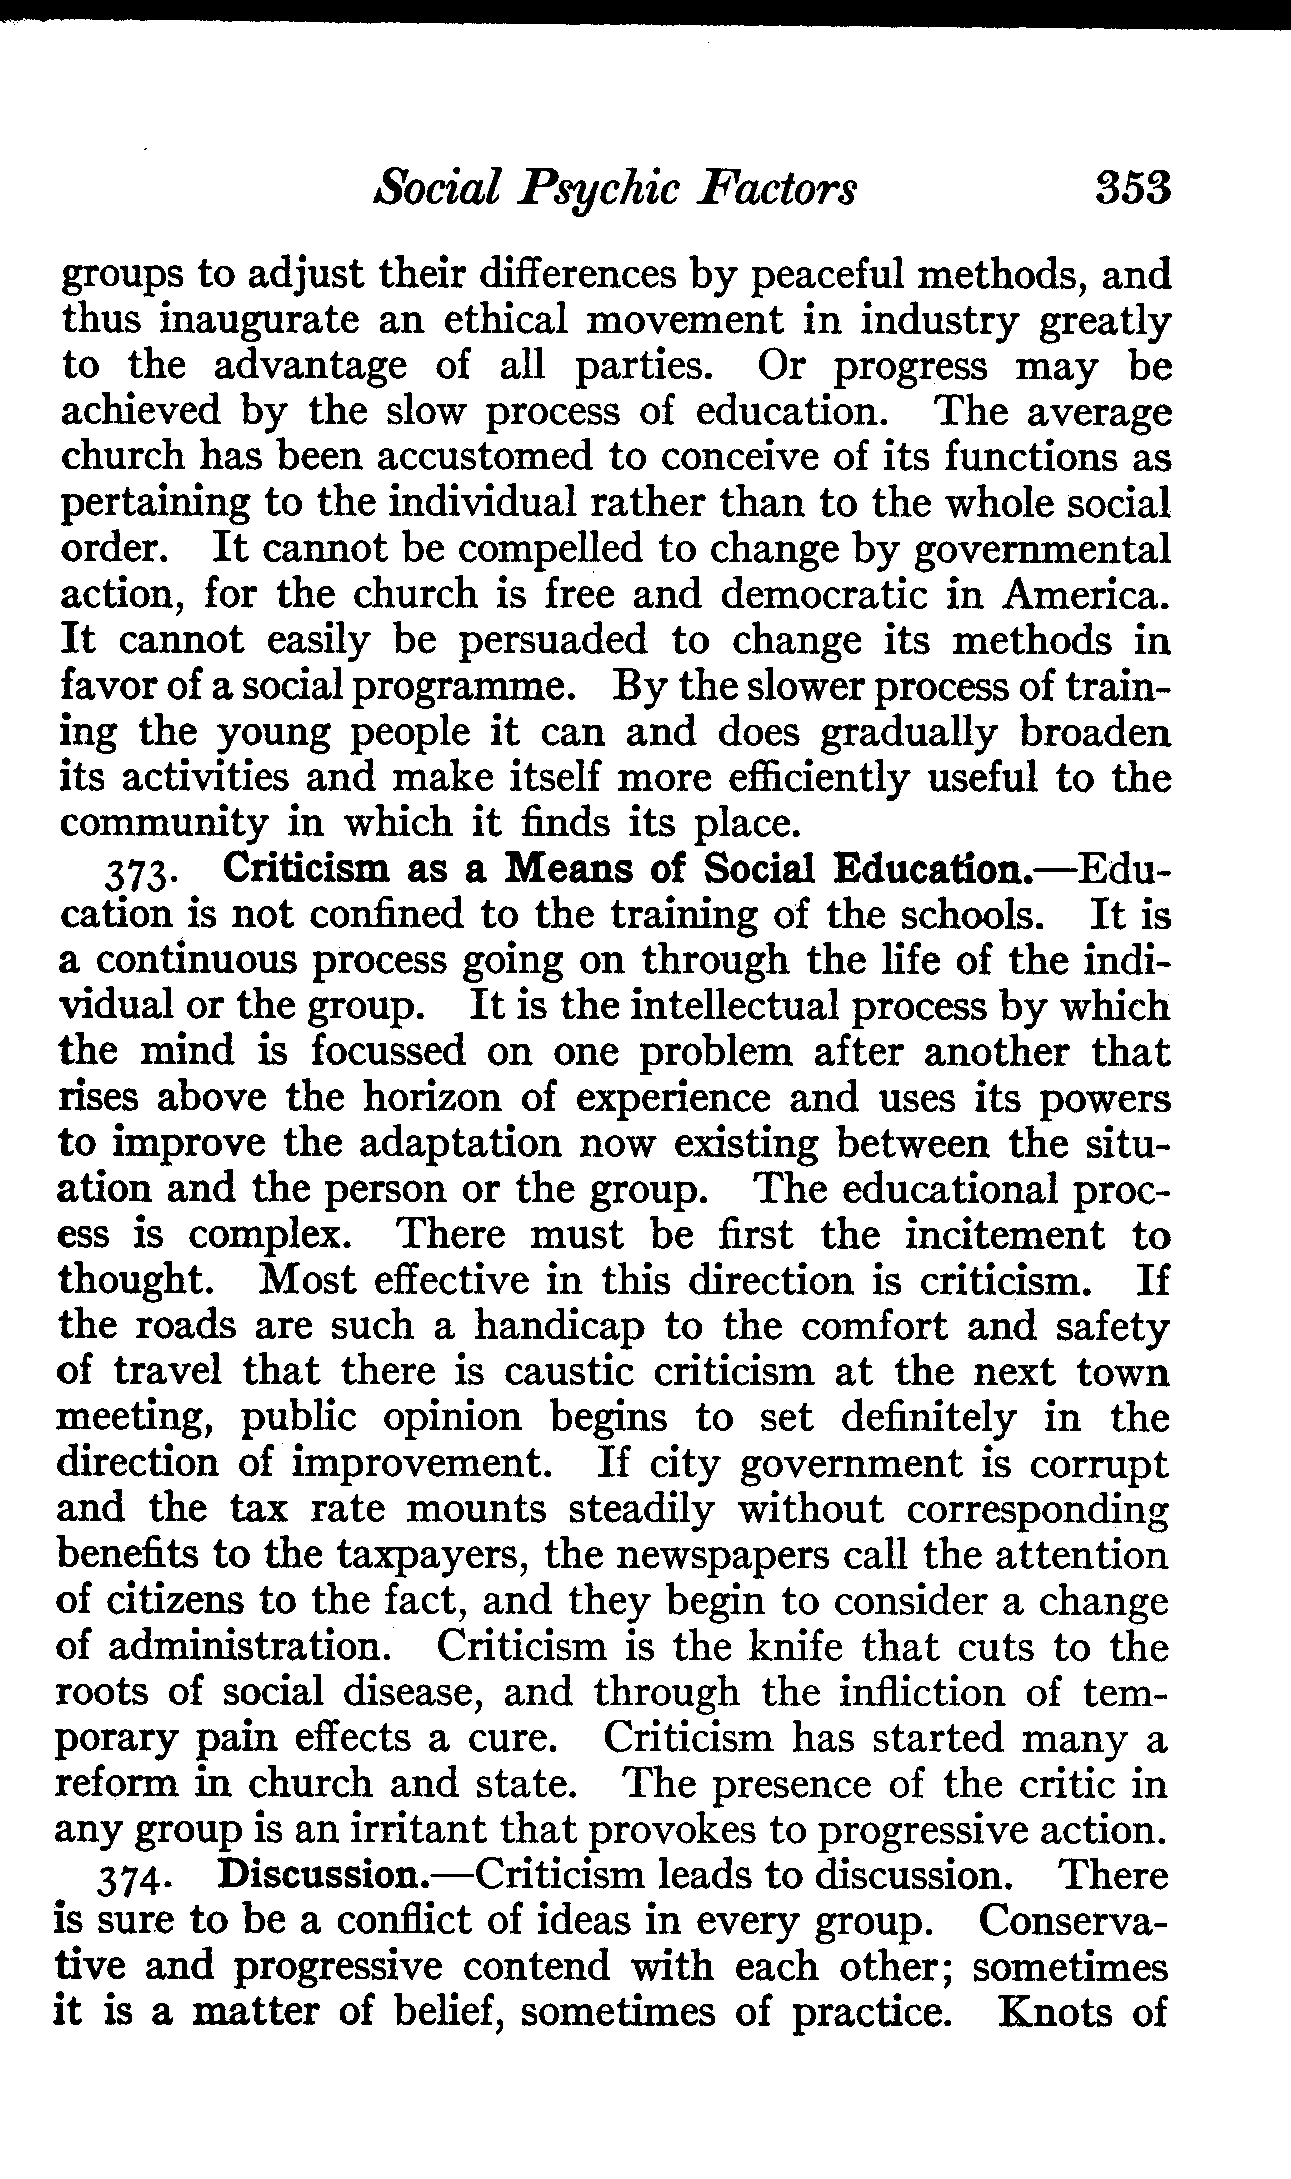 Social Psychic Factors 353
groups to adjust their differences by peaceful methods, and
thus inaugurate an ethical movement in industry greatly
to the advantage of all parties. Or progress may be
achieved by the slow process of education. The average
church has been accustomed to conceive of its functions as
pertaining to the individual rather than to the whole social
order. It cannot be compelled to change by governmental
action, for the church is free and democratic in America.
It cannot easily be persuaded to change its methods in
favor of a social programme. By the slower process of train-
ing the young people it can and does gradually broaden
its activities and make itself more efficiently useful to the
community in which it finds its place.
373. Criticism as a Means of Social Education.—Edu-
cation is not confined to the training of the schools. It is
a continuous process going on through the life of the indi-
vidual or the group. It is the intellectual process by which
the mind is focussed on one problem after another that
rises above the horizon of experience and uses its powers
to improve the adaptation now existing between the situ-
ation and the person or the group. The educational proc-
ess is complex. There must be first the incitement to
thought. Most effective in this direction is criticism. If
the roads are such a handicap to the comfort and safety
of travel that there is caustic criticism at the next town
meeting, public opinion begins to set definitely in the
direction of improvement. If city government is corrupt
and the tax rate mounts steadily without corresponding
benefits to the taxpayers, the newspapers call the attention
of citizens to the fact, and they begin to consider a change
of administration. Criticism is the knife that cuts to the
roots of social disease, and through the infliction of tem-
porary pain effects a cure. Criticism has started many a
reform in church and state. The presence of the critic in
any group is an irritant that provokes to progressive action.
374. Discussion.—Criticism leads to discussion. There
is sure to be a conflict of ideas in every group. Conserva-
tive and progressive contend with each other; sometimes
it is a matter of belief, sometimes of practice. Knots of